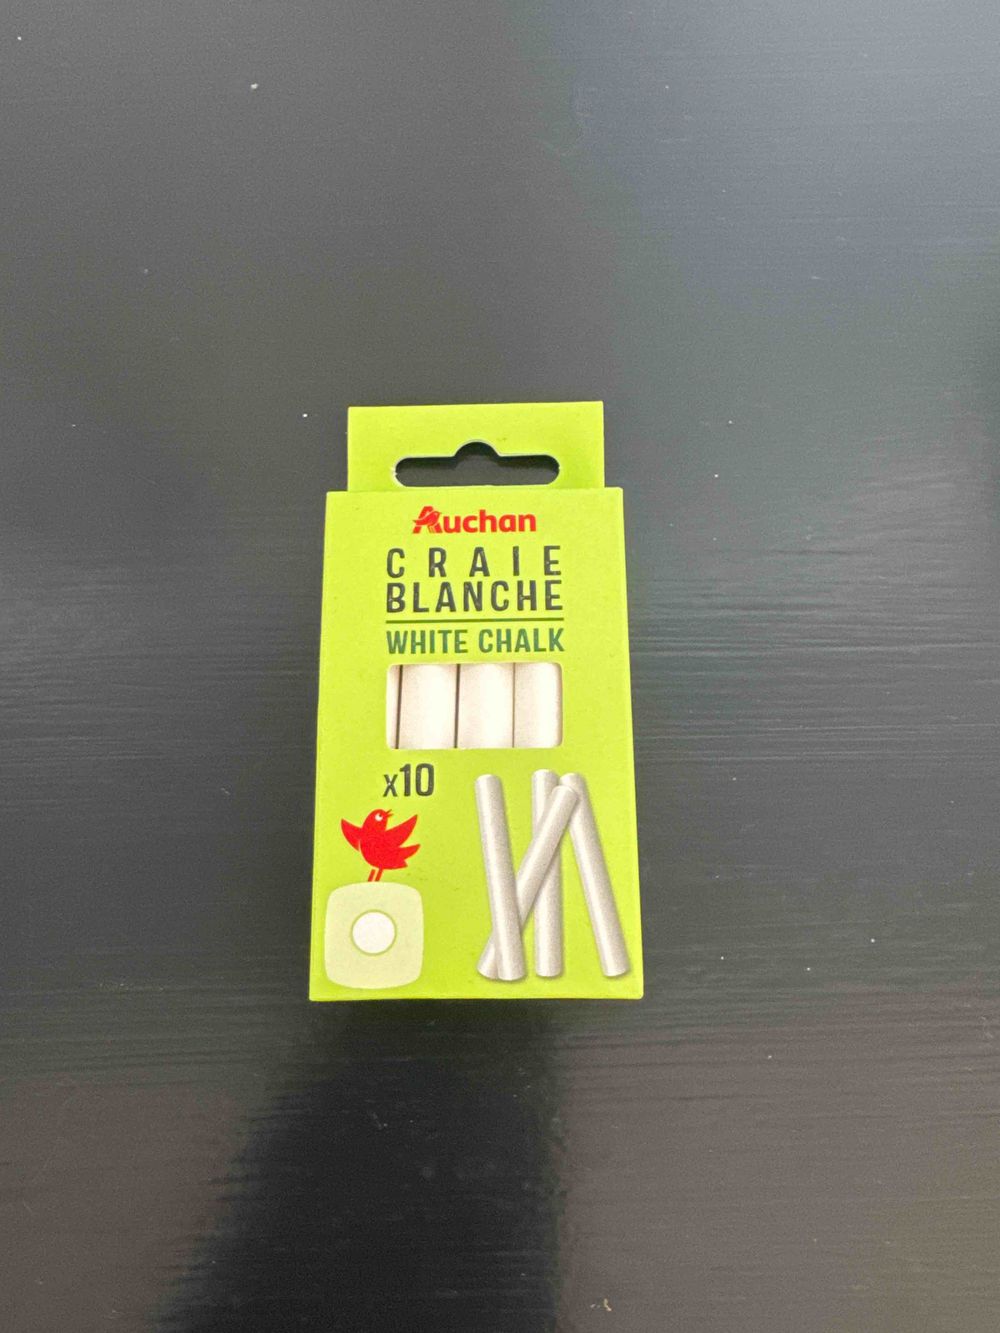 Auchan
CRAIE
BLANCHE
WHITE CHALK
x10